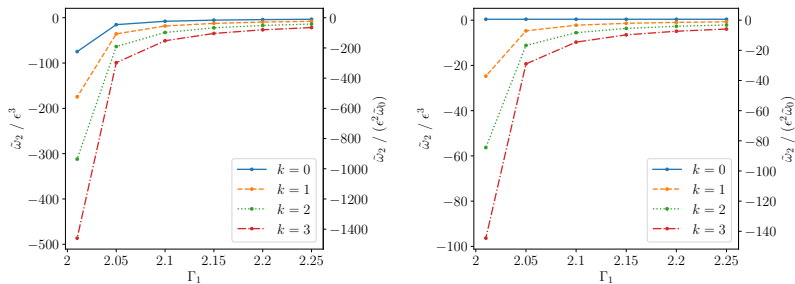 0
−100
−200
−300
−400
−500
ω̃₂ / ϵ³
0
−200
−400
−600
−800
−1000
−1200
−1400
ω̃₂ / (ϵ²ω̃₀)
k = 0
k = 1
k = 2
k = 3
2 2.05 2.1 2.15 2.2 2.25
Γ₁
0
−20
−40
−60
−80
−100
ω̃₂ / ϵ³
0
−20
−40
−60
−80
−100
−120
−140
ω̃₂ / (ϵ²ω̃₀)
k = 0
k = 1
k = 2
k = 3
2 2.05 2.1 2.15 2.2 2.25
Γ₁